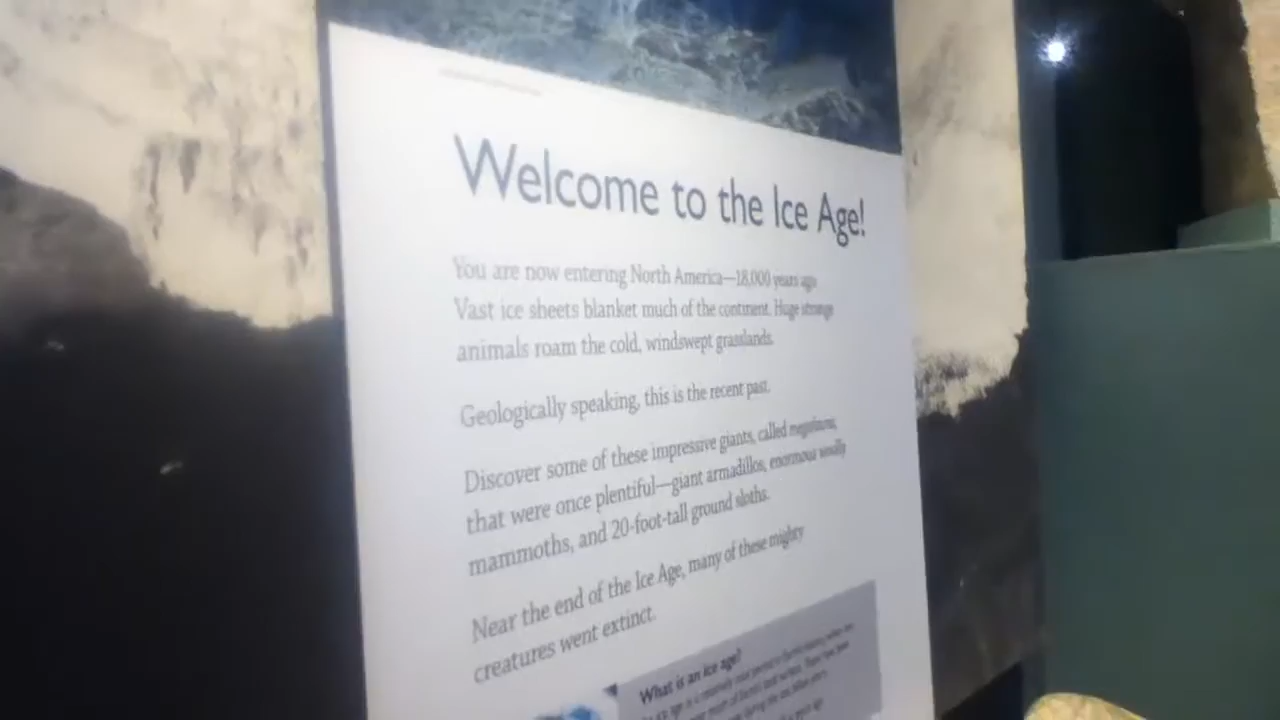 Welcome to the Ice Age!
You are now entering North America—18,000 years ago.
Vast ice sheets blanket much of the continent. Huge strange
animals roam the cold, windswept grasslands.
Geologically speaking, this is the recent past.
Discover some of these impressive giants, called megafauna,
that were once plentiful—giant armadillos, enormous woolly
mammoths, and 20-foot-tall ground sloths.
Near the end of the Ice Age, many of these mighty
creatures went extinct.
What is an ice age?